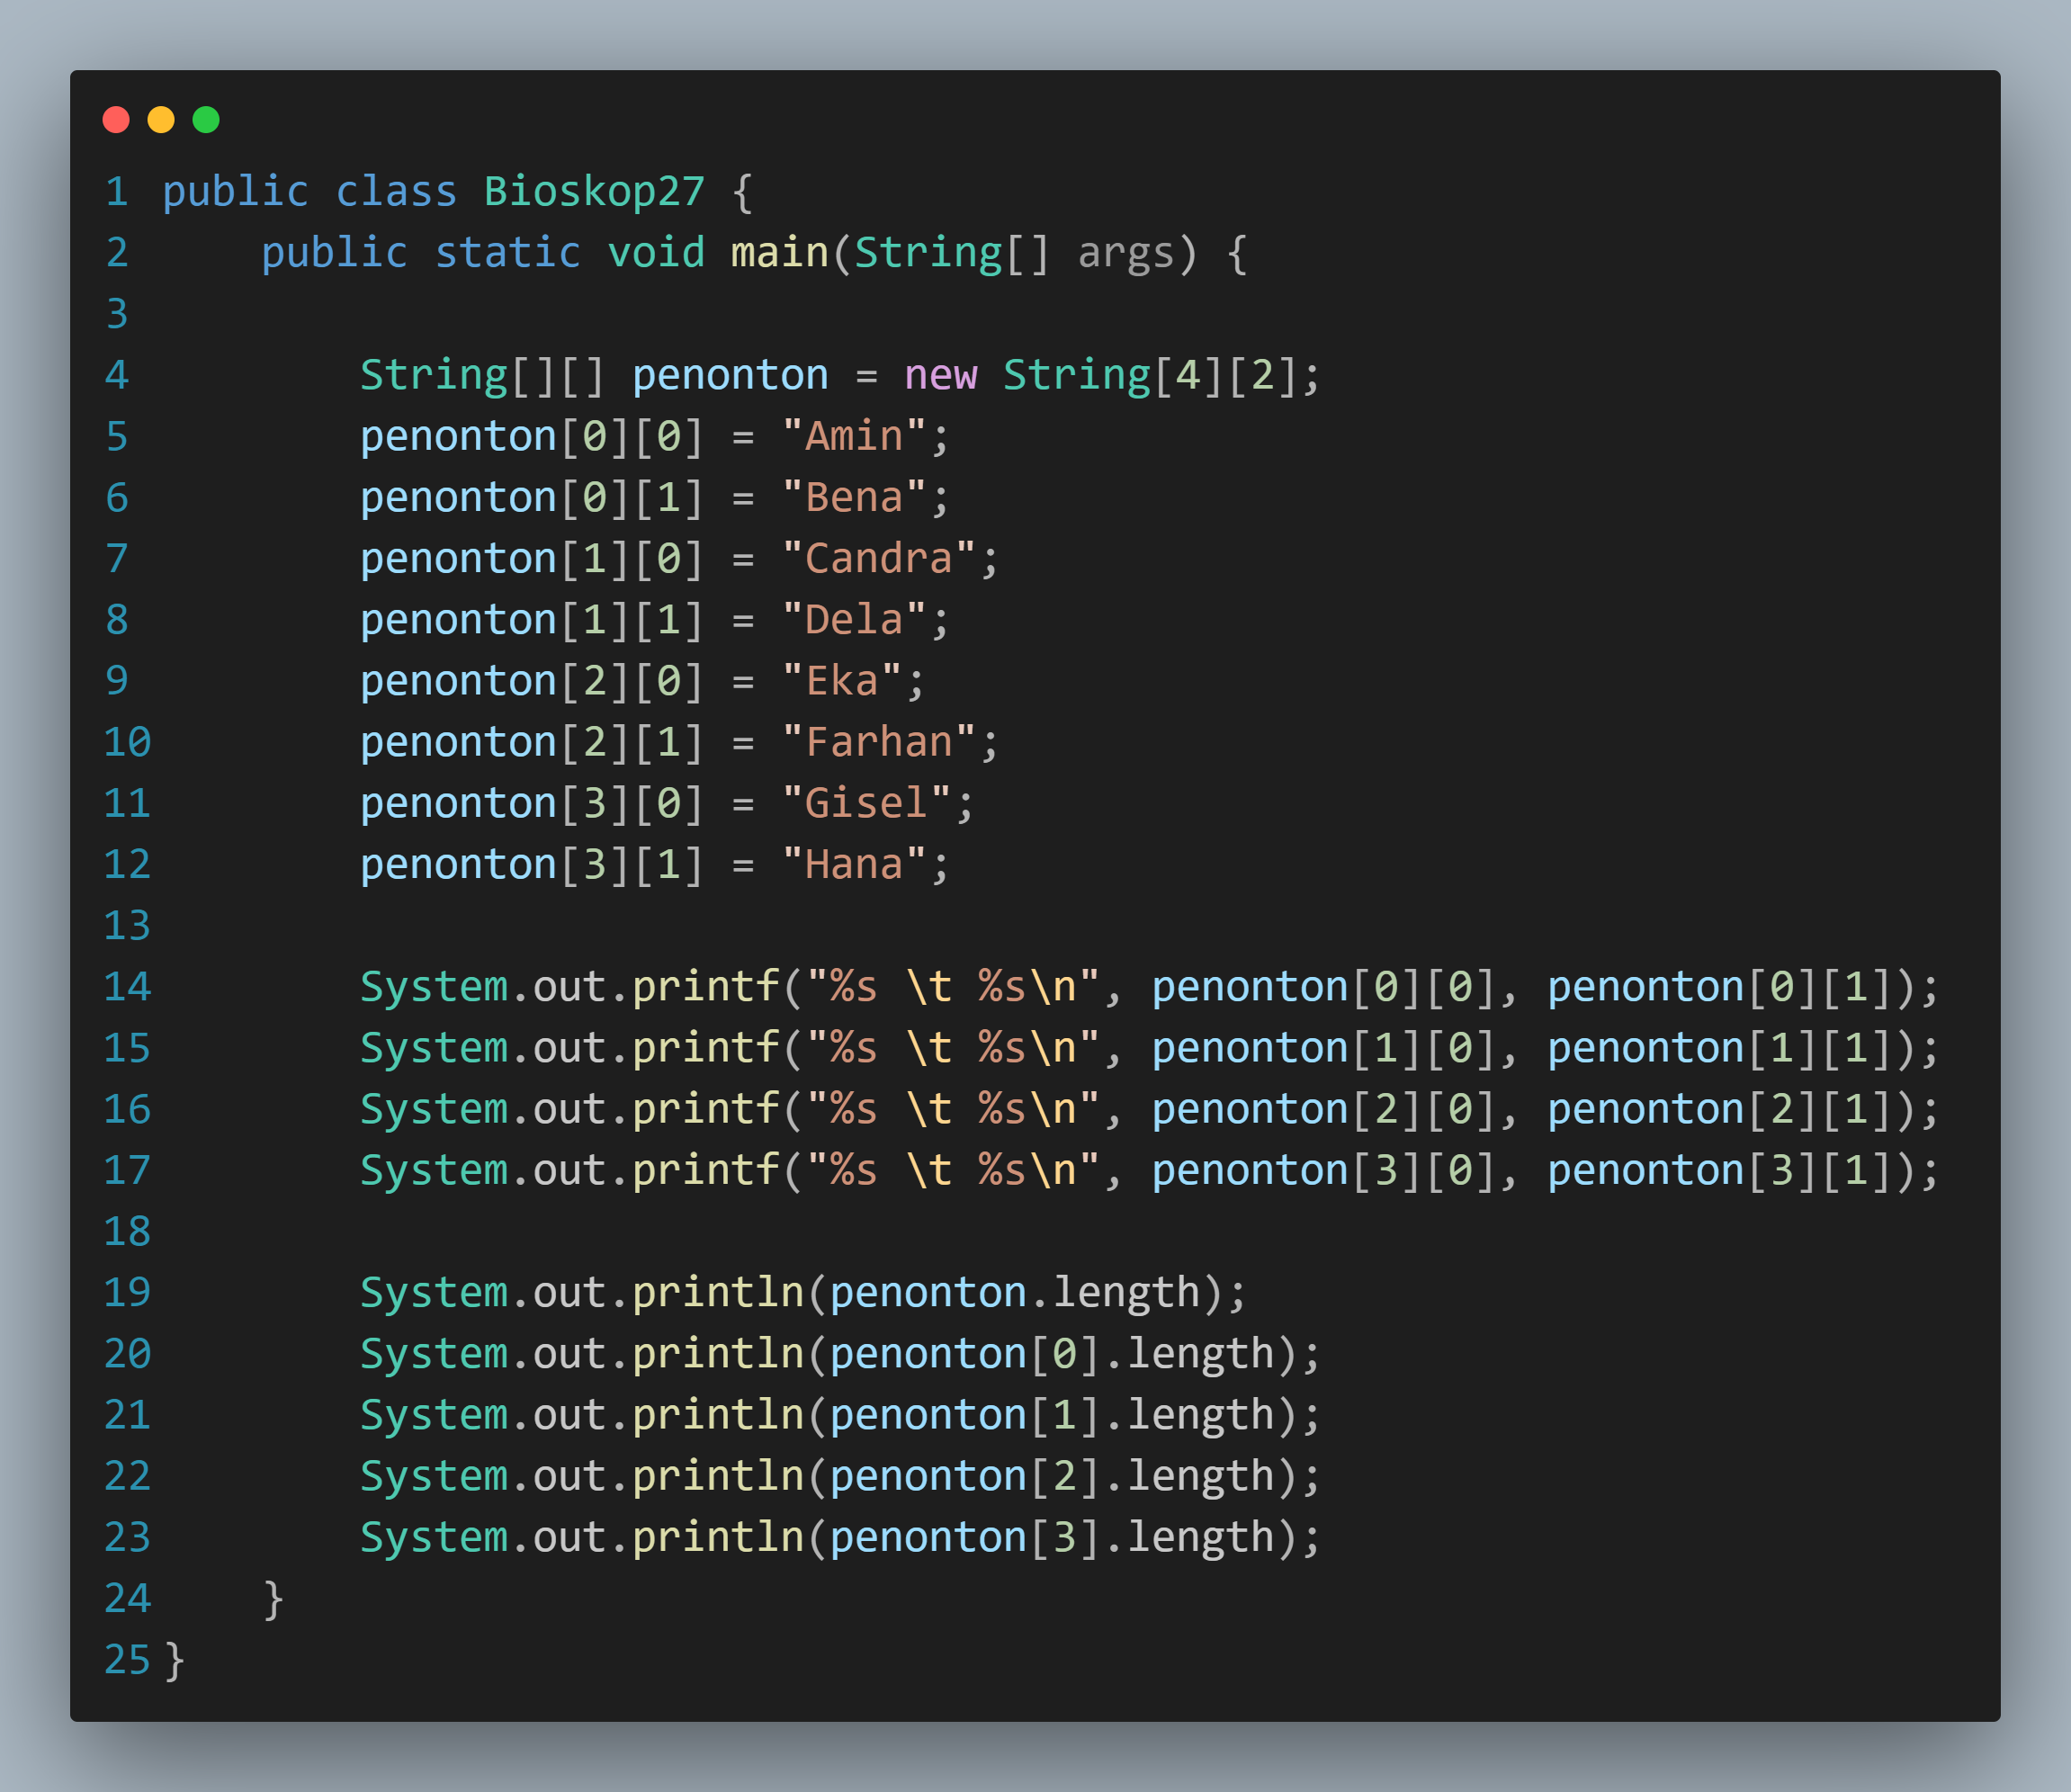 1 public class Bioskop27 {
2     public static void main(String[] args) {
3
4         String[][] penonton = new String[4][2];
5         penonton[0][0] = "Amin";
6         penonton[0][1] = "Bena";
7         penonton[1][0] = "Candra";
8         penonton[1][1] = "Dela";
9         penonton[2][0] = "Eka";
10         penonton[2][1] = "Farhan";
11         penonton[3][0] = "Gisel";
12         penonton[3][1] = "Hana";
13
14         System.out.printf("%s \t %s\n", penonton[0][0], penonton[0][1]);
15         System.out.printf("%s \t %s\n", penonton[1][0], penonton[1][1]);
16         System.out.printf("%s \t %s\n", penonton[2][0], penonton[2][1]);
17         System.out.printf("%s \t %s\n", penonton[3][0], penonton[3][1]);
18
19         System.out.println(penonton.length);
20         System.out.println(penonton[0].length);
21         System.out.println(penonton[1].length);
22         System.out.println(penonton[2].length);
23         System.out.println(penonton[3].length);
24     }
25 }